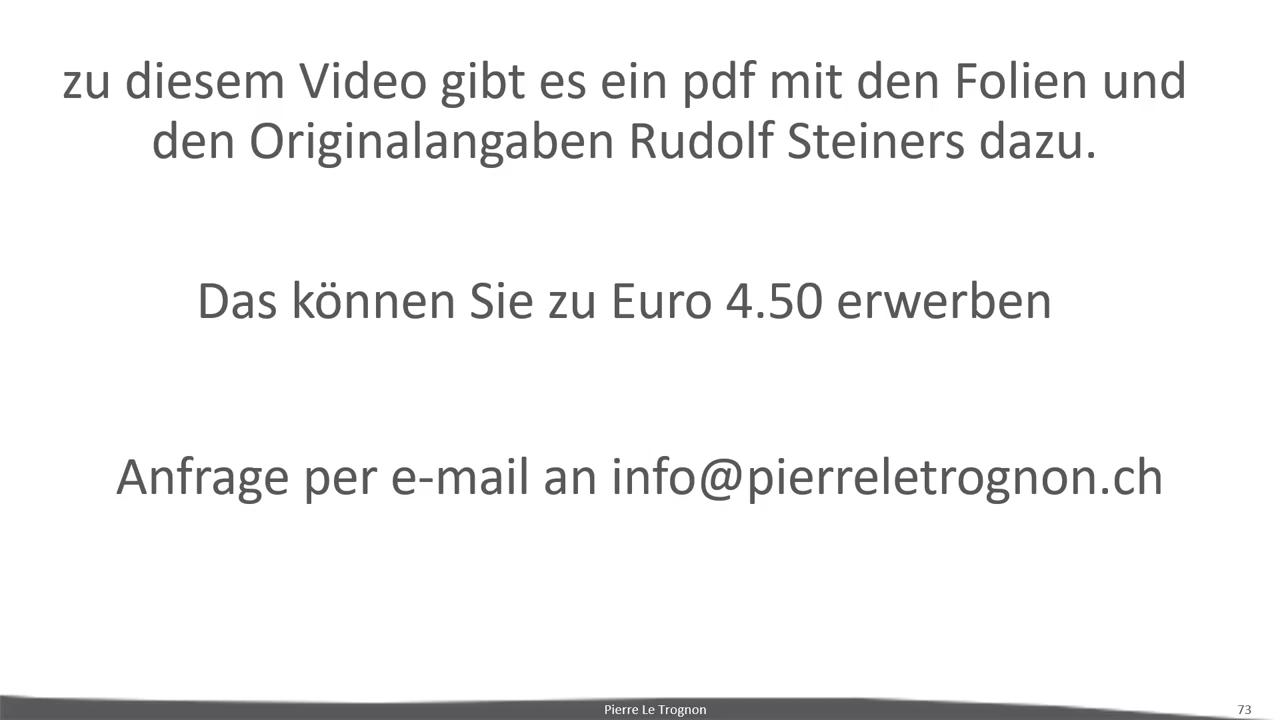 zu diesem Video gibt es ein pdf mit den Folien und
den Originalangaben Rudolf Steiners dazu.
Das können Sie zu Euro 4.50 erwerben
Anfrage per e-mail an info@pierreletrognon.ch
Pierre Le Trognon
73